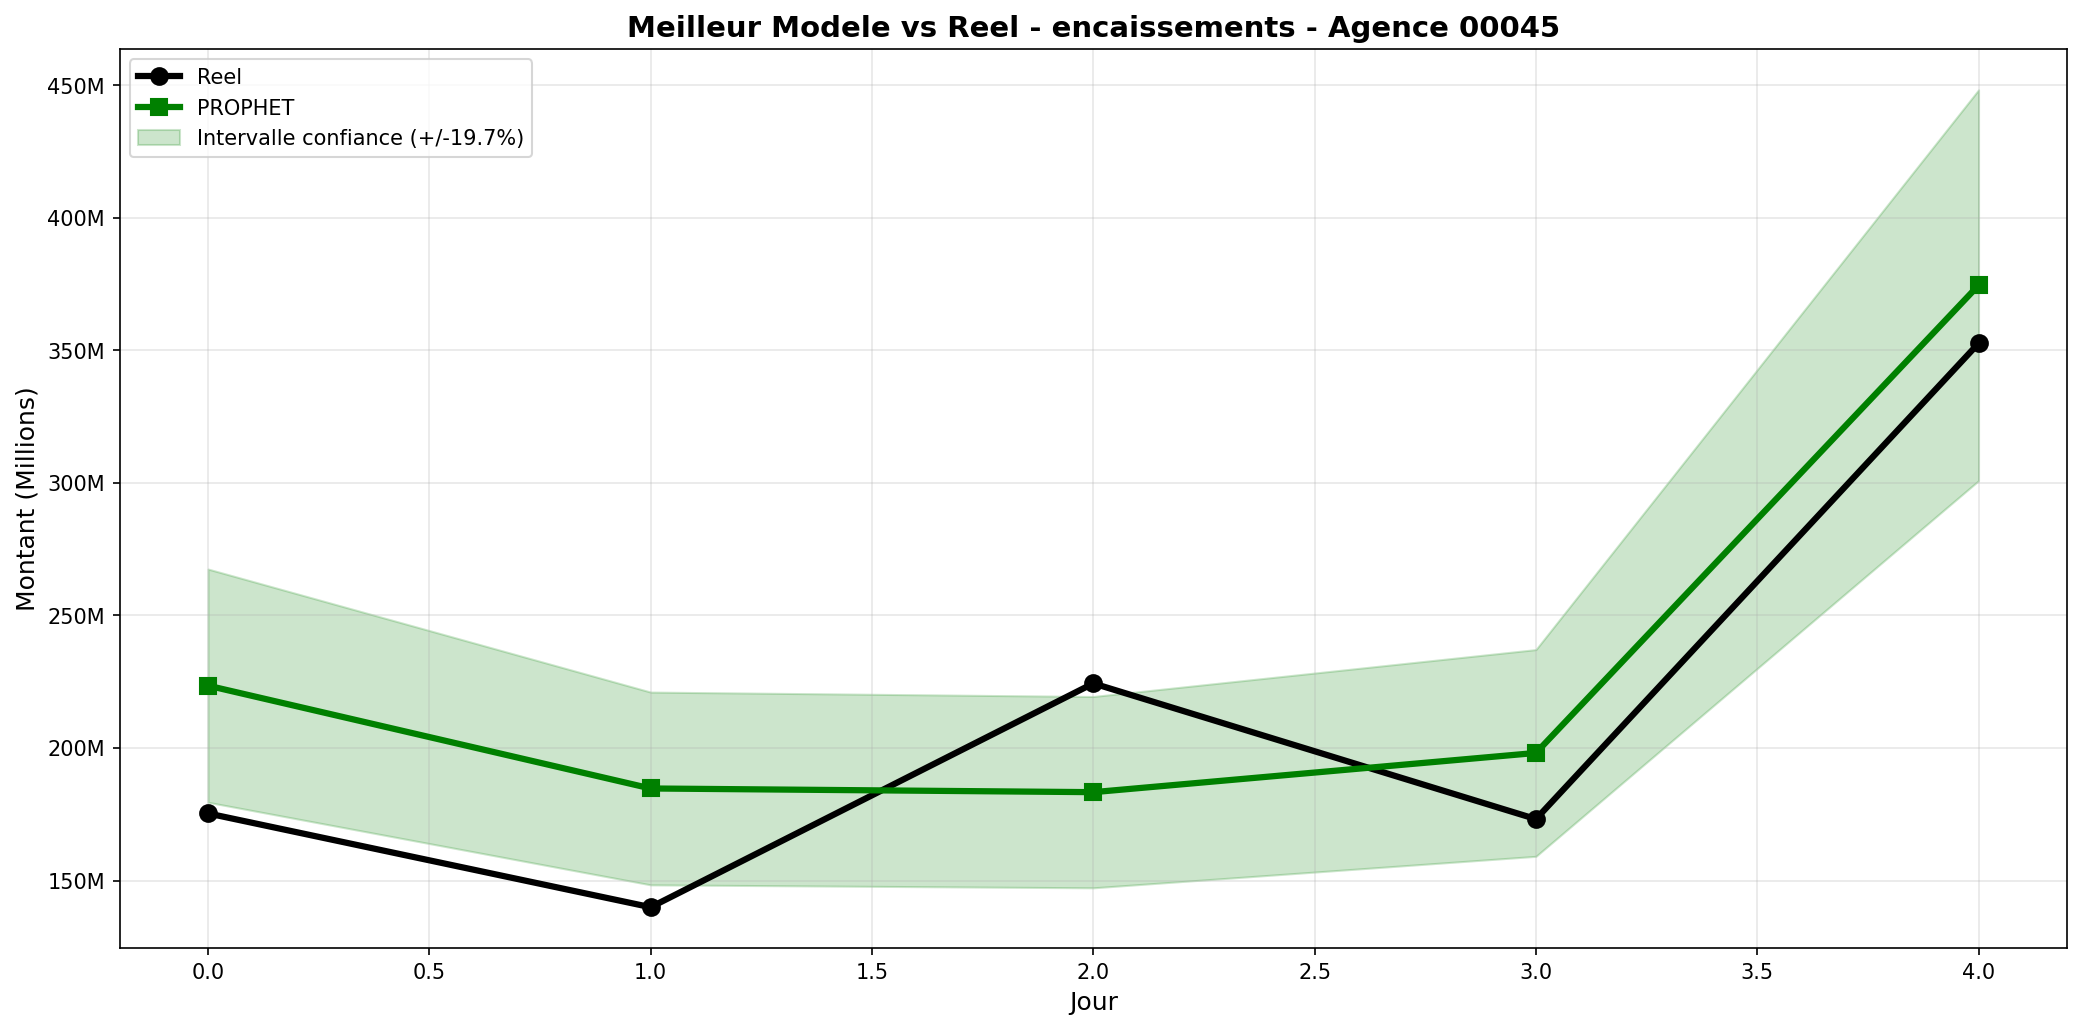 Meilleur Modele vs Reel - encaissements - Agence 00045
Reel
PROPHET
Intervalle confiance (+/-19.7%)
Montant (Millions)
450M
400M
350M
300M
250M
200M
150M
0.0 0.5 1.0 1.5 2.0 2.5 3.0 3.5 4.0
Jour